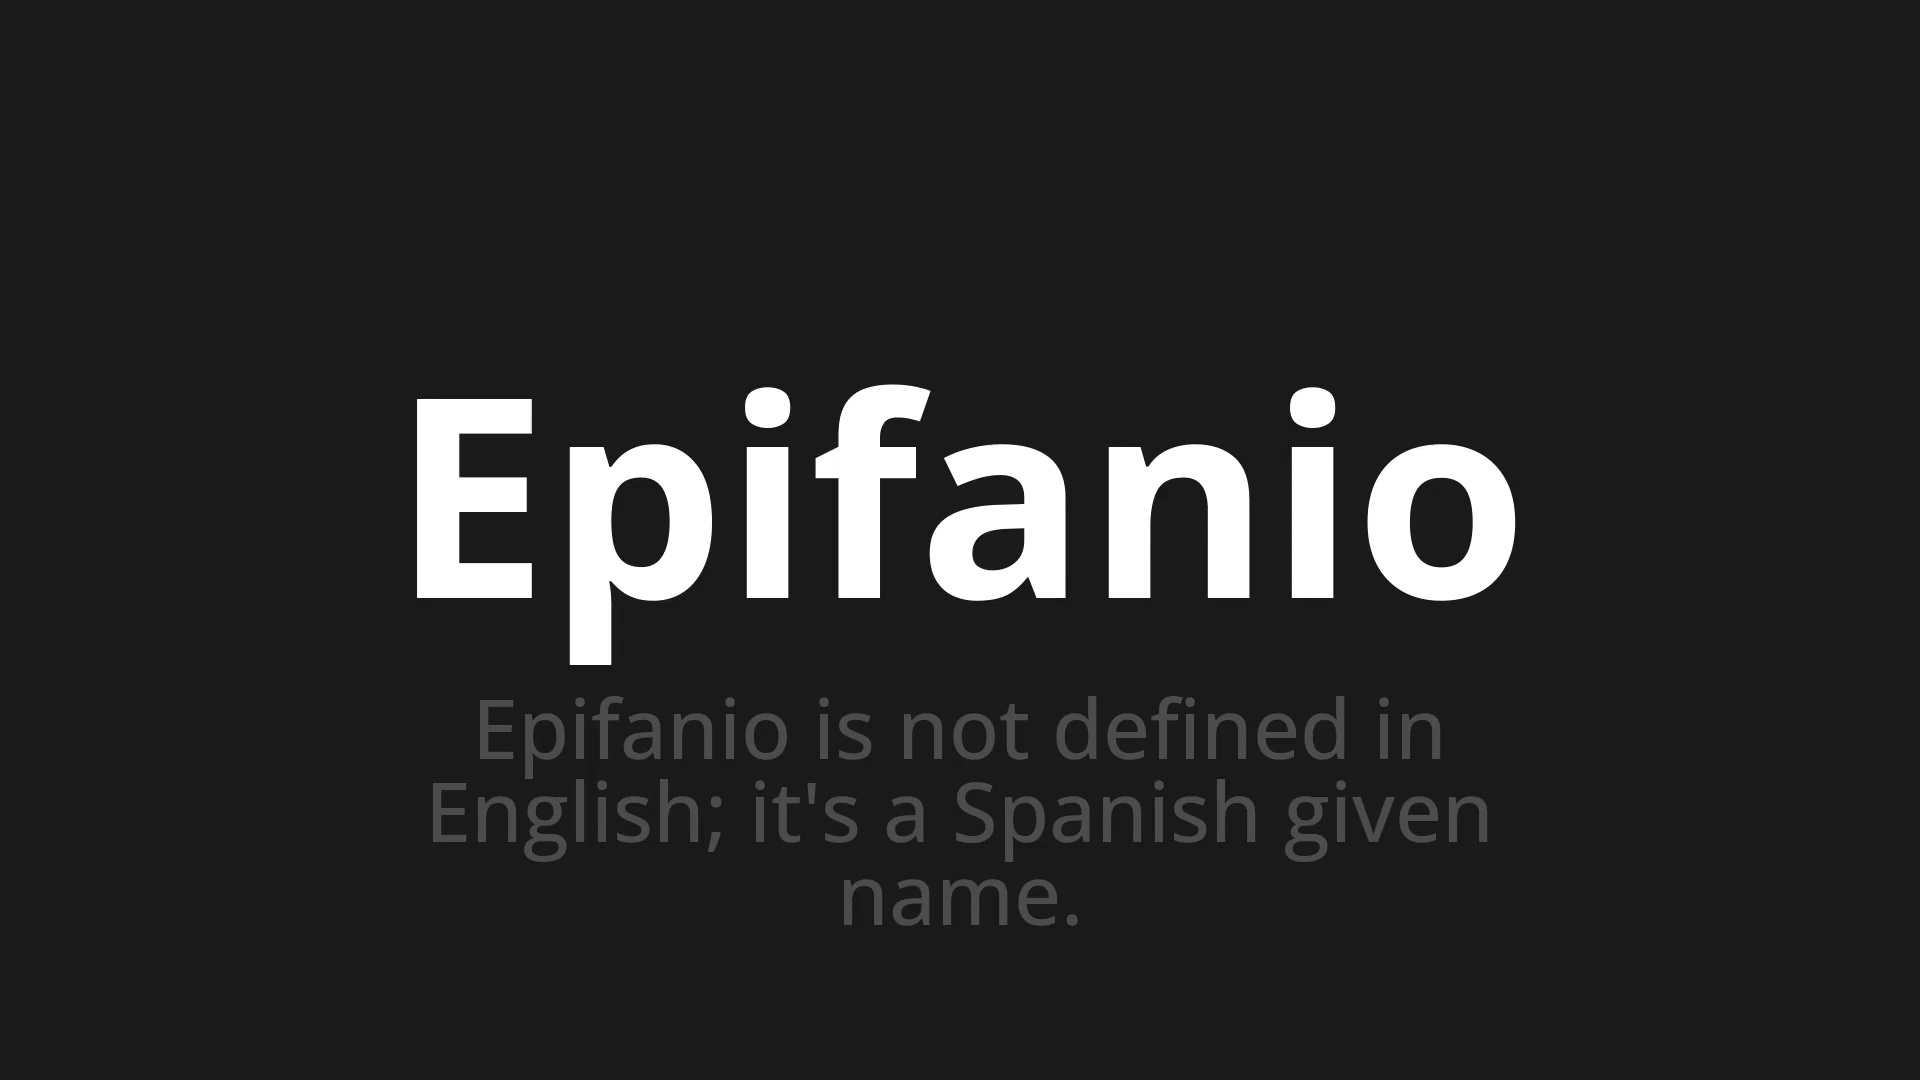 Epifanio
Epifanio is not defined in
English; it's a Spanish given
name.